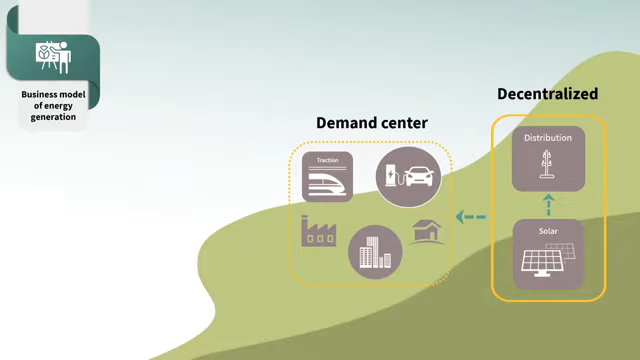 Business model
of energy
generation
Decentralized
Demand center
Distribution
Traction
Solar